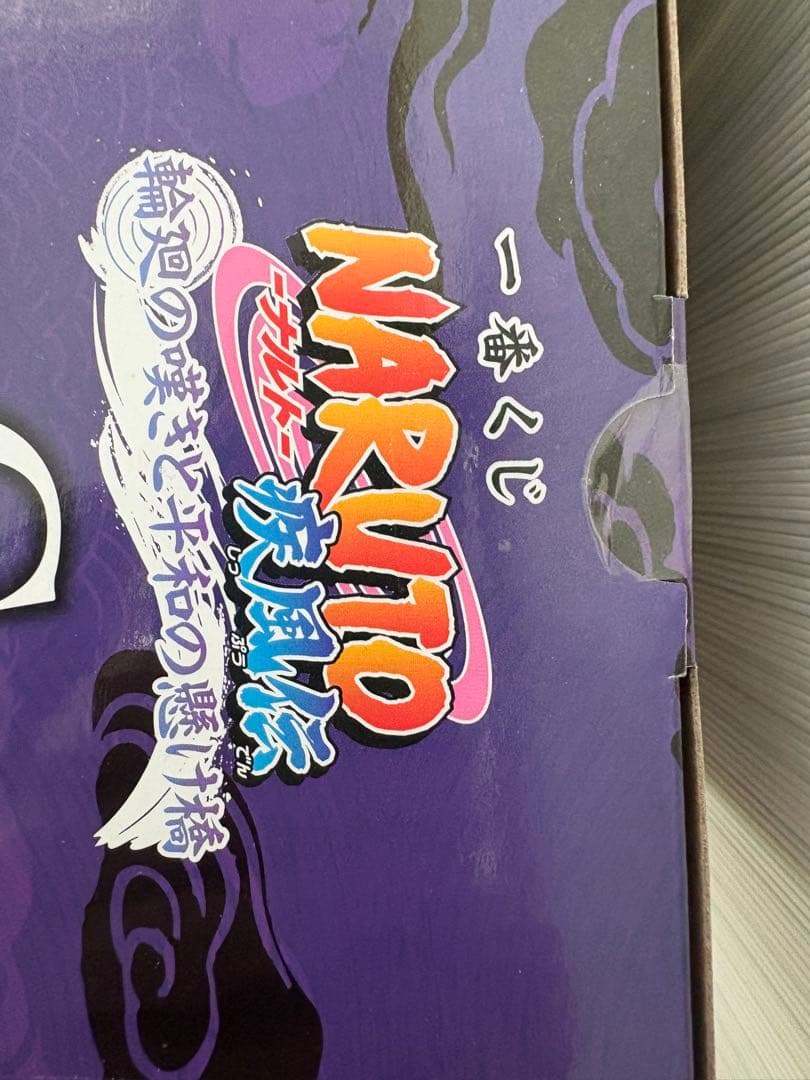 一番くじ
NARUTO
-ナルト-
疾風伝
しっぷうでん
輪廻の嘆きと平和の懸け橋